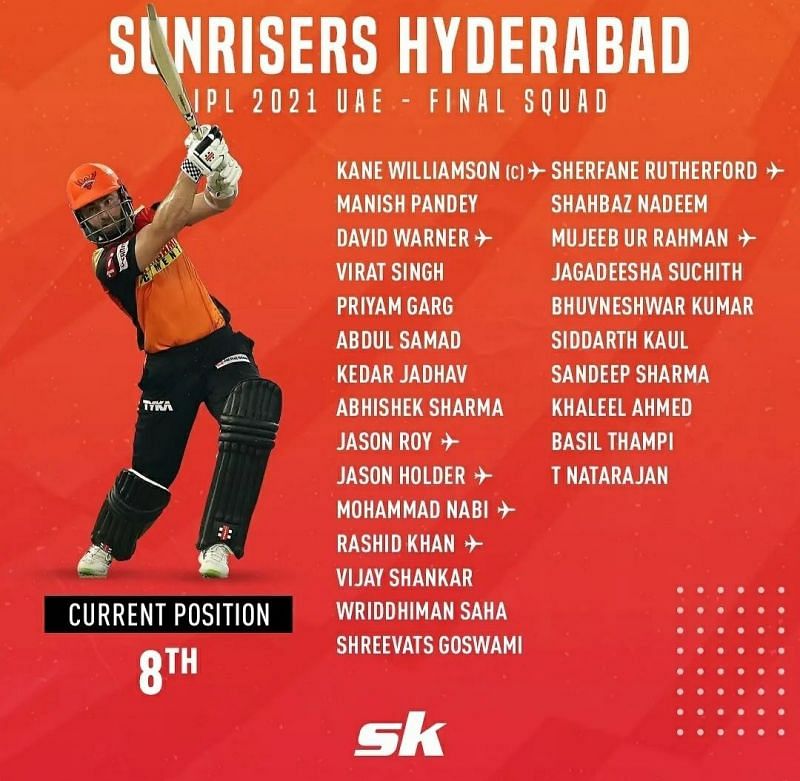 SUNRISERS HYDERABAD
IPL 2021 UAE - FINAL SQUAD
KANE WILLIAMSON (C)
MANISH PANDEY
DAVID WARNER
VIRAT SINGH
PRIYAM GARG
ABDUL SAMAD
KEDAR JADHAV
ABHISHEK SHARMA
JASON ROY
JASON HOLDER
MOHAMMAD NABI
RASHID KHAN
VIJAY SHANKAR
WRIDDHIMAN SAHA
SHREEVATS GOSWAMI
SHERFANE RUTHERFORD
SHAHBAZ NADEEM
MUJEEB UR RAHMAN
JAGADEESHA SUCHITH
BHUVNESHWAR KUMAR
SIDDARTH KAUL
SANDEEP SHARMA
KHALEEL AHMED
BASIL THAMPI
T NATARAJAN
TYKA
CURRENT POSITION
8TH
sk